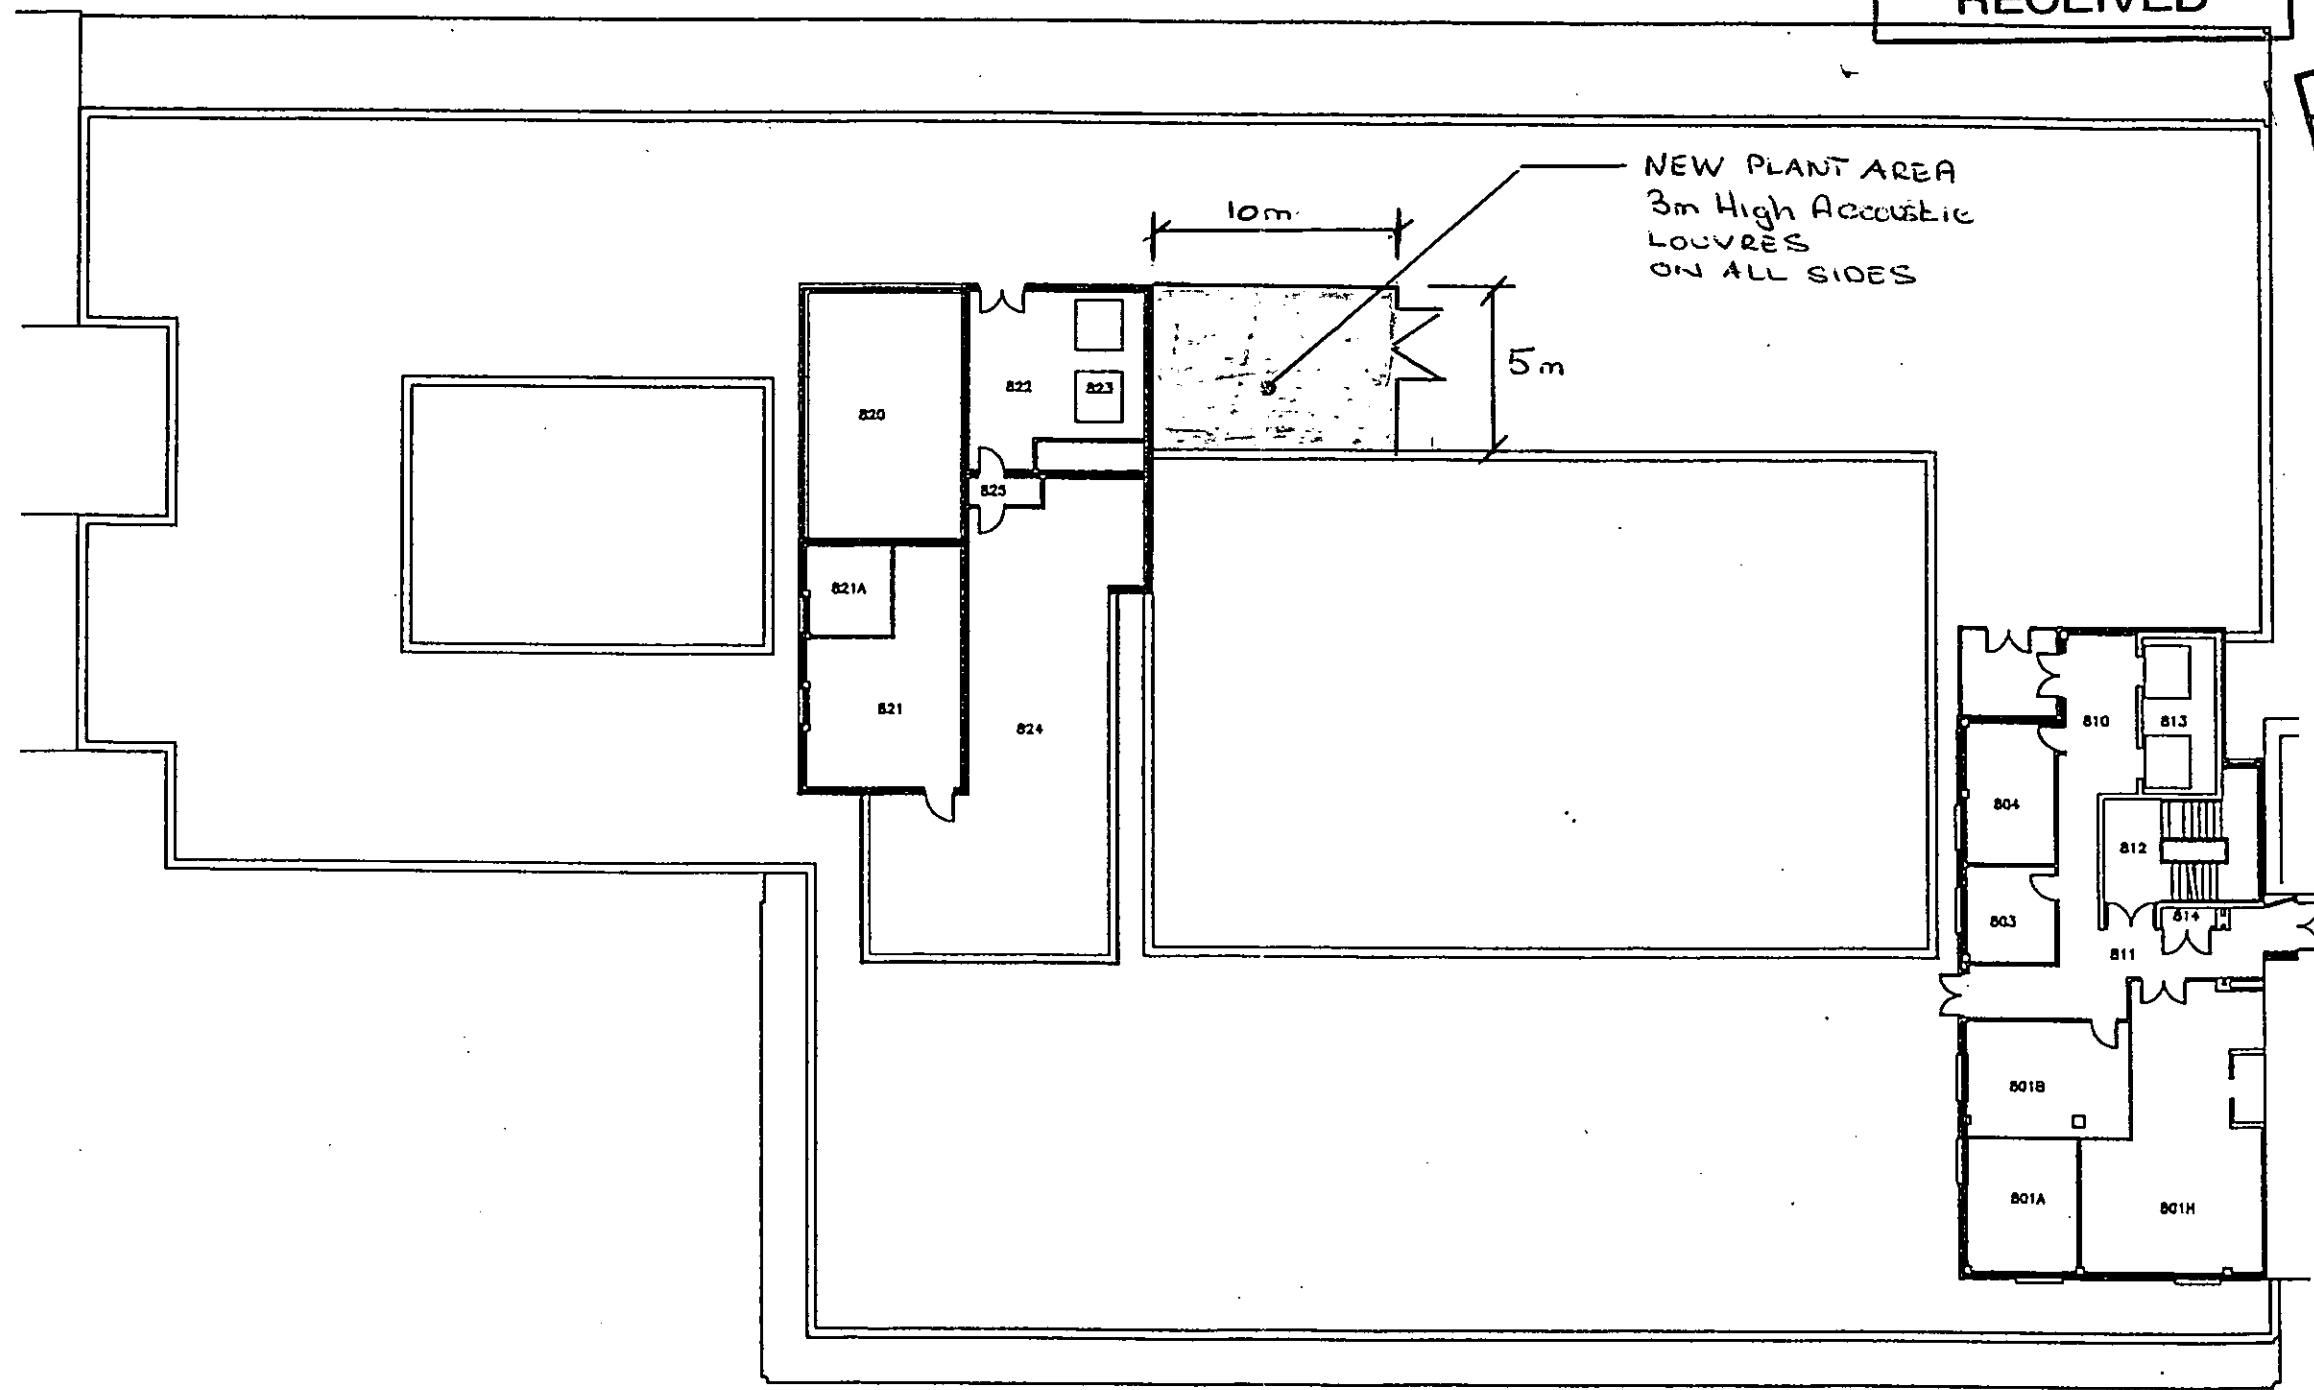 RECEIVED
NEW PLANT AREA
3m High Accoustic
LOUVRES
ON ALL SIDES
10m
5m
820
822
823
825
821A
821
824
810
813
804
812
803
814
811
801B
801A
801H